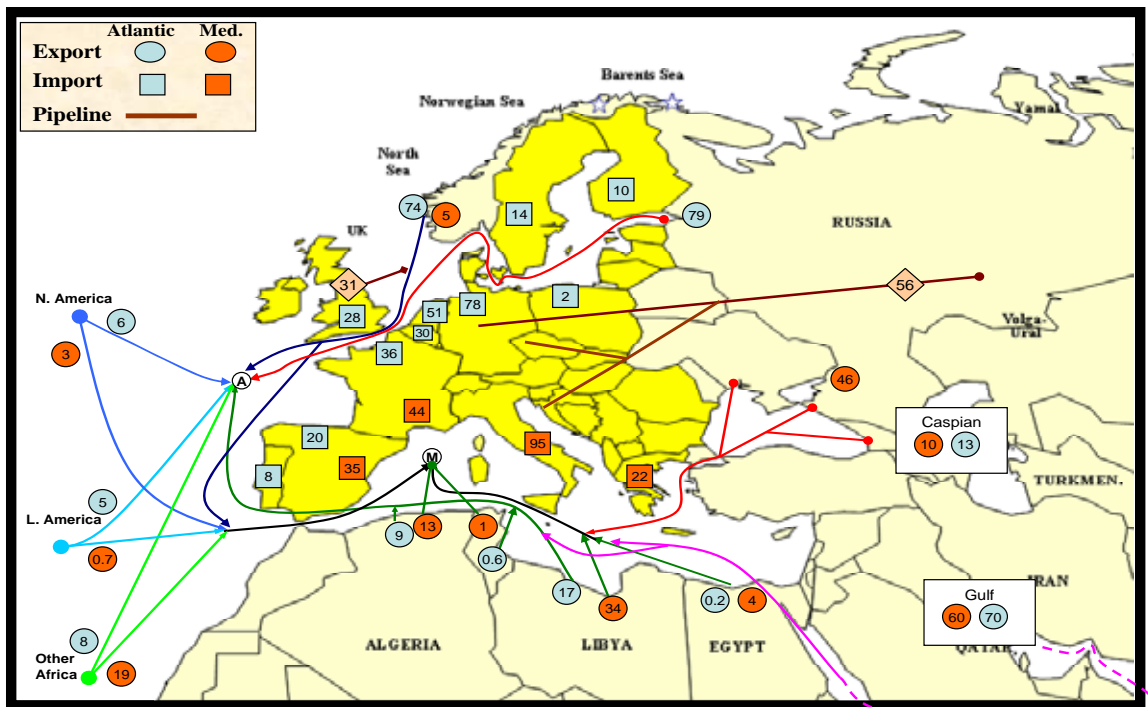 Atlantic Med.
Export
Import
Pipeline
Barents Sea
Norwegian Sea
Yamal
North
Sea
10
74
5
14
79
RUSSIA
UK
31
56
N. America
6
28
51
78
2
30
Volga-
Ural
3
36
A
46
44
Caspian
10 13
20
95
M
35
22
8
TURKMEN.
5
L. America
9
13
1
0.7
0.6
17
0.2
4
34
IRAN
Gulf
60 70
8
ALGERIA
LIBYA
EGYPT
QATAR
Other
Africa
19